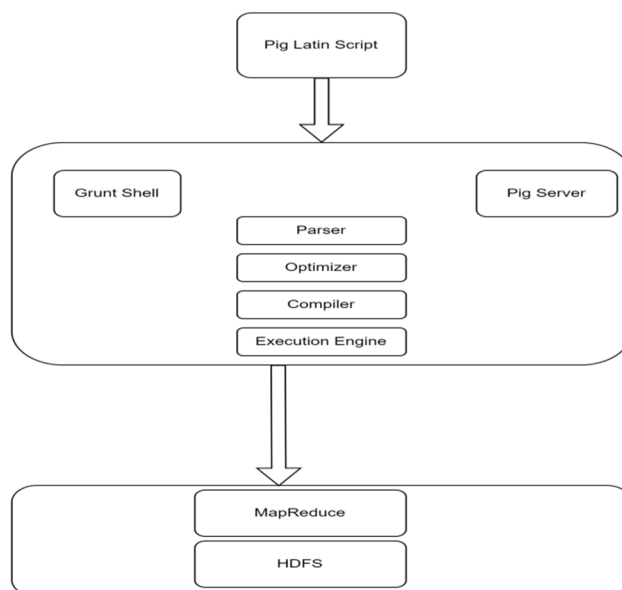 Pig Latin Script
Grunt Shell
Pig Server
Parser
Optimizer
Compiler
Execution Engine
MapReduce
HDFS